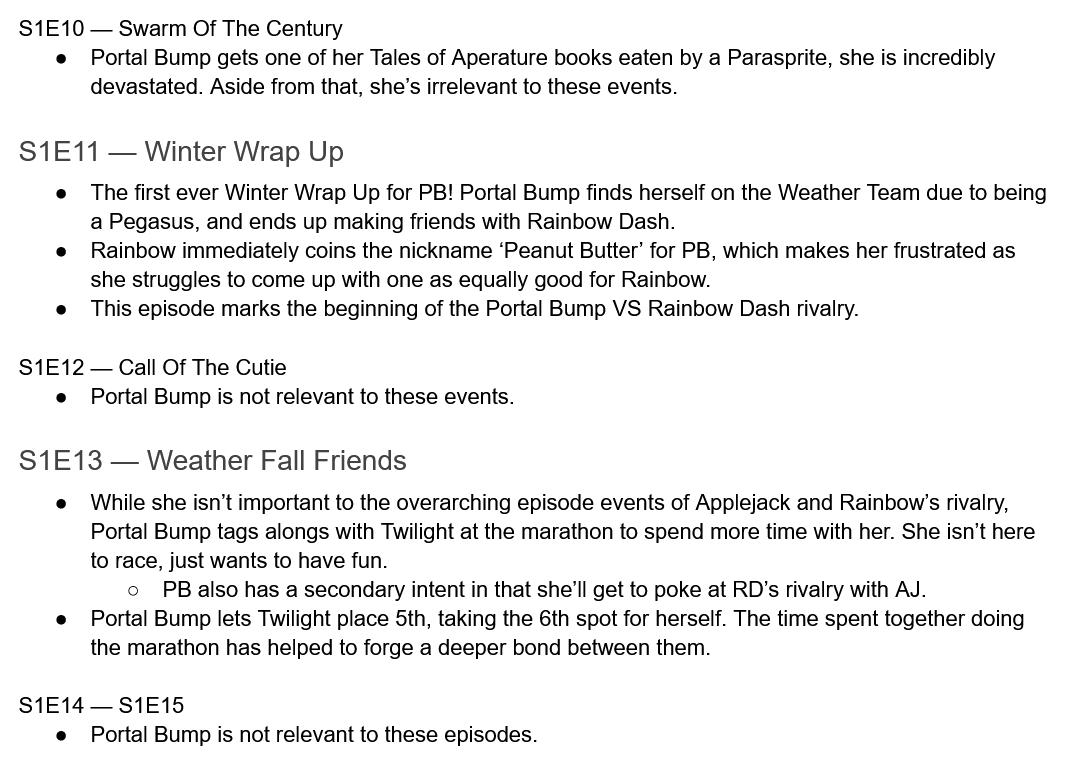 S1E10 — Swarm Of The Century
● Portal Bump gets one of her Tales of Aperature books eaten by a Parasprite, she is incredibly
devastated. Aside from that, she’s irrelevant to these events.
S1E11 — Winter Wrap Up
● The first ever Winter Wrap Up for PB! Portal Bump finds herself on the Weather Team due to being
a Pegasus, and ends up making friends with Rainbow Dash.
● Rainbow immediately coins the nickname ‘Peanut Butter’ for PB, which makes her frustrated as
she struggles to come up with one as equally good for Rainbow.
● This episode marks the beginning of the Portal Bump VS Rainbow Dash rivalry.
S1E12 — Call Of The Cutie
● Portal Bump is not relevant to these events.
S1E13 — Weather Fall Friends
● While she isn’t important to the overarching episode events of Applejack and Rainbow’s rivalry,
Portal Bump tags alongs with Twilight at the marathon to spend more time with her. She isn’t here
to race, just wants to have fun.
○ PB also has a secondary intent in that she’ll get to poke at RD’s rivalry with AJ.
● Portal Bump lets Twilight place 5th, taking the 6th spot for herself. The time spent together doing
the marathon has helped to forge a deeper bond between them.
S1E14 — S1E15
● Portal Bump is not relevant to these episodes.